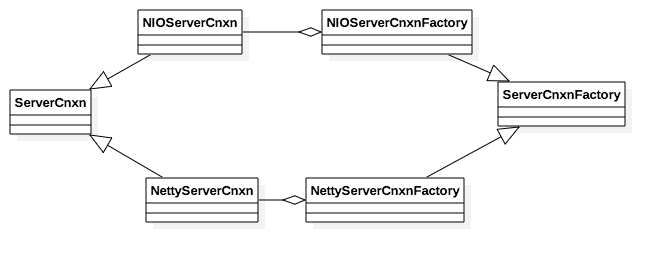 NIOServerCnxn
NIOServerCnxnFactory
ServerCnxn
ServerCnxnFactory
NettyServerCnxn
NettyServerCnxnFactory